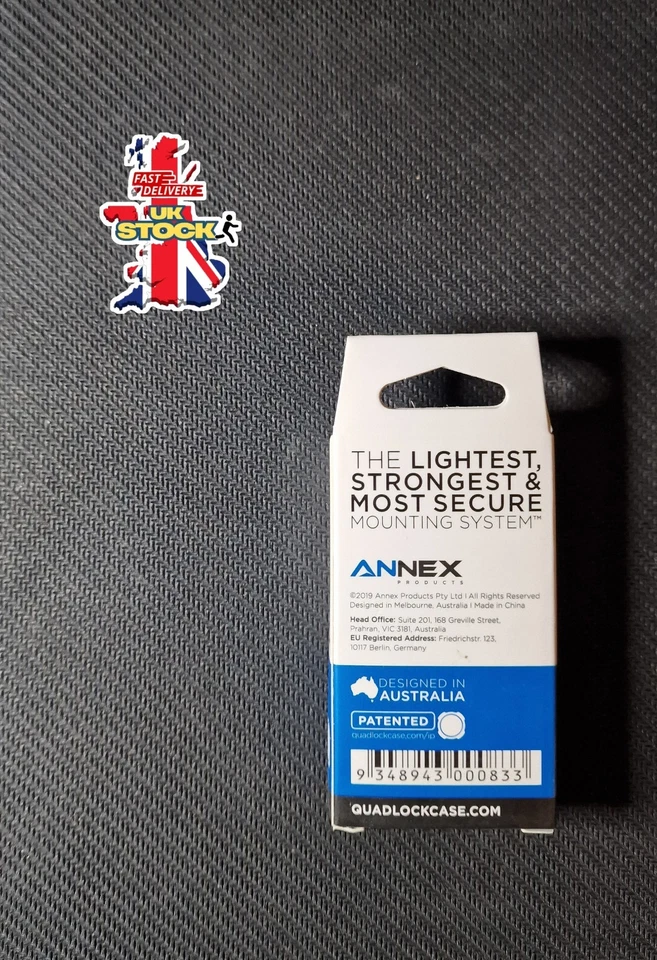 FAST
DELIVERY
UK
STOCK
THE LIGHTEST,
STRONGEST &
MOST SECURE
MOUNTING SYSTEM™
ANNEX
PRODUCTS
©2019 Annex Products Pty Ltd | All Rights Reserved
Designed in Melbourne, Australia | Made in China
Head Office: Suite 201, 168 Greville Street,
Prahran, VIC 3181, Australia
EU Registered Address: Friedrichstr. 123,
10117 Berlin, Germany
DESIGNED IN
AUSTRALIA
PATENTED
quadlockcase.com/ip
9 348943 000833
QUADLOCKCASE.COM